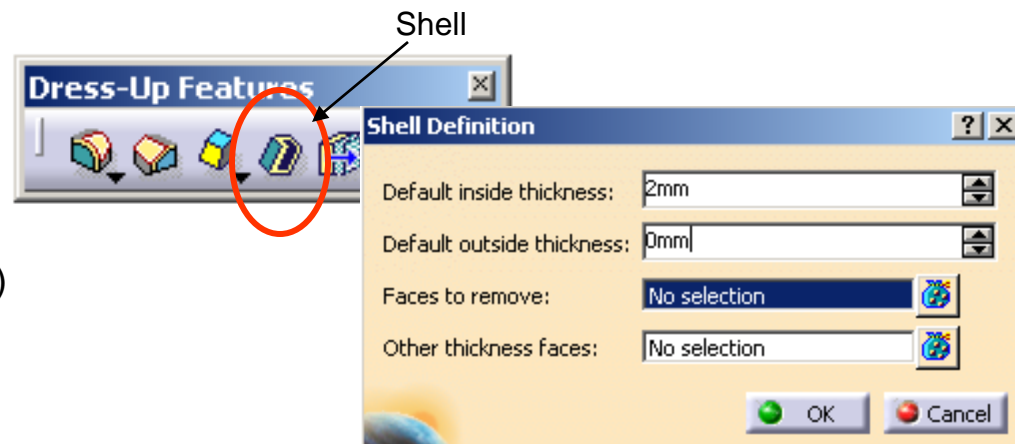 Shell
Dress-Up Features
Shell Definition
Default inside thickness: 2mm
Default outside thickness: 0mm
)
Faces to remove: No selection
Other thickness faces: No selection
OK Cancel